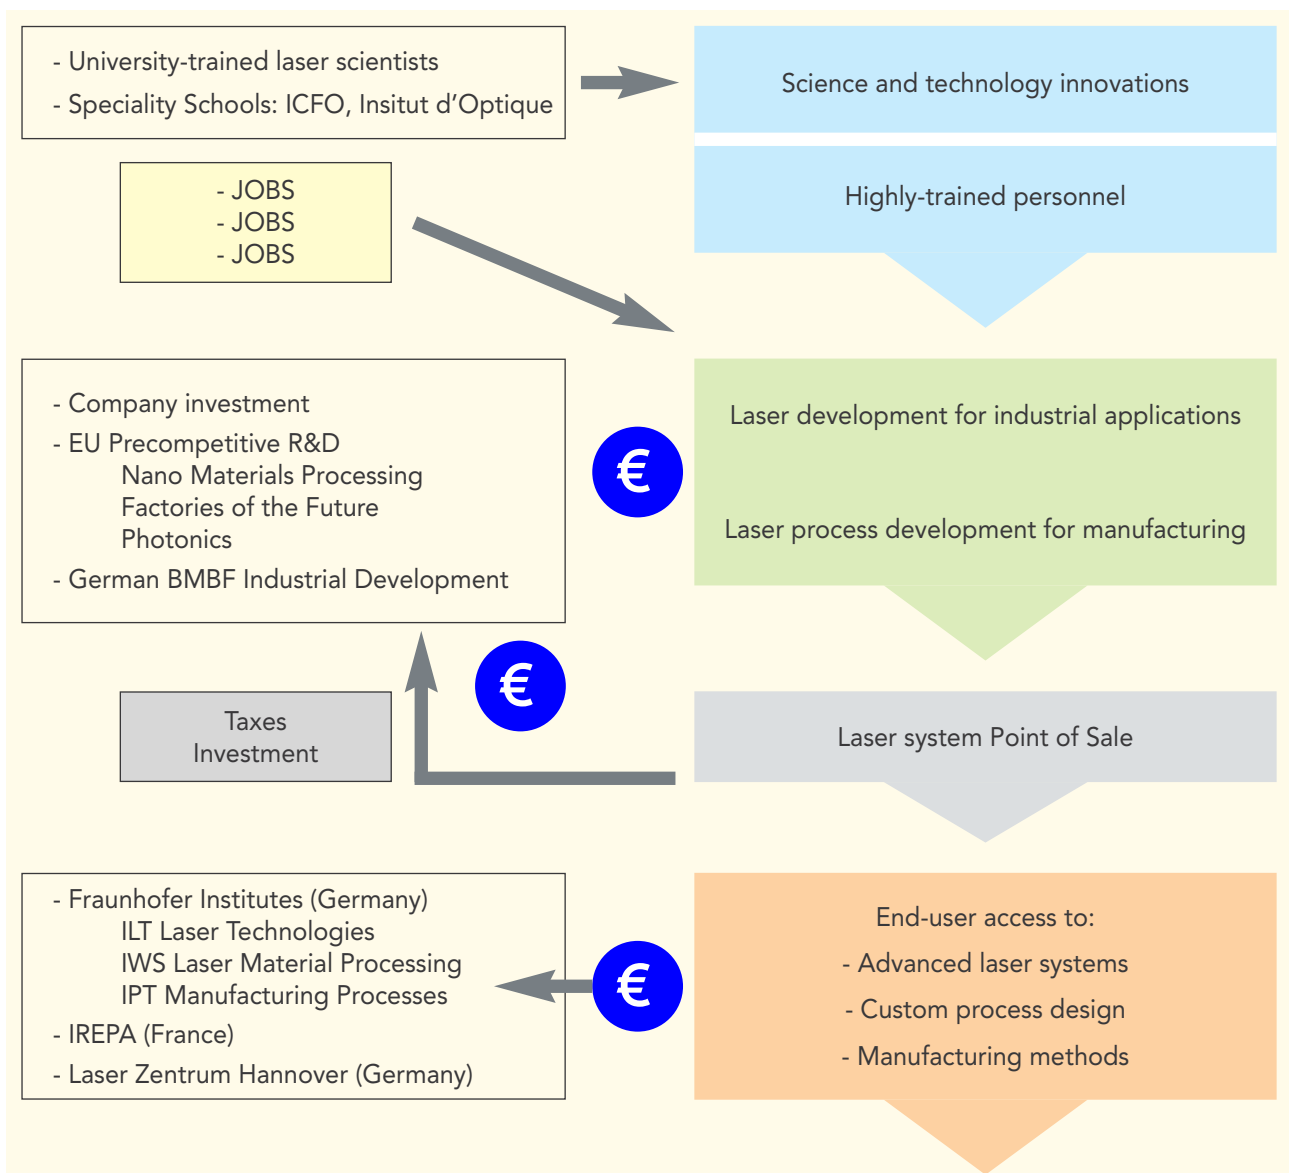 - University-trained laser scientists
- Speciality Schools: ICFO, Insitut d'Optique
Science and technology innovations
Highly-trained personnel
- JOBS
- JOBS
- JOBS
- Company investment
- EU Precompetitive R&D
Nano Materials Processing
Factories of the Future
Photonics
- German BMBF Industrial Development
€
Laser development for industrial applications
Laser process development for manufacturing
€
Taxes
Investment
Laser system Point of Sale
- Fraunhofer Institutes (Germany)
ILT Laser Technologies
IWS Laser Material Processing
IPT Manufacturing Processes
- IREPA (France)
- Laser Zentrum Hannover (Germany)
€
End-user access to:
- Advanced laser systems
- Custom process design
- Manufacturing methods